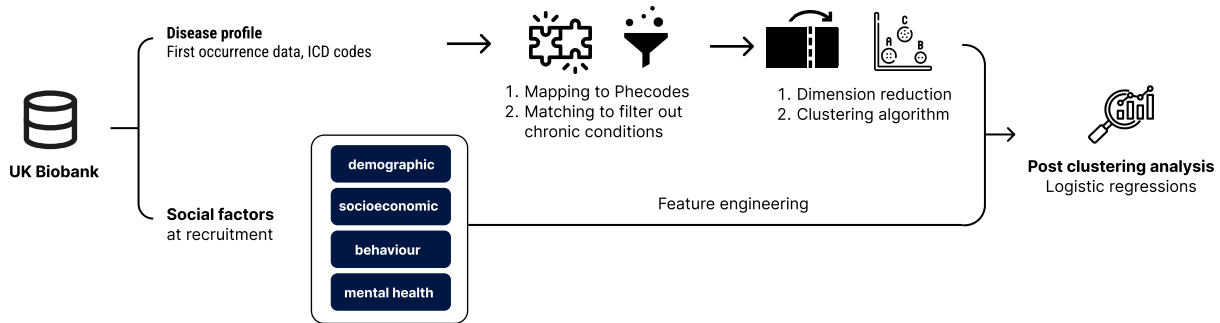 UK Biobank
Disease profile
First occurrence data, ICD codes
1. Mapping to Phecodes
2. Matching to filter out
chronic conditions
A
B
C
1. Dimension reduction
2. Clustering algorithm
Social factors
at recruitment
demographic
socioeconomic
behaviour
mental health
Feature engineering
Post clustering analysis
Logistic regressions